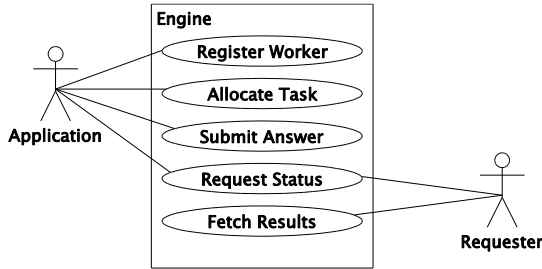 Engine
Register Worker
Allocate Task
Application
Submit Answer
Request Status
Fetch Results
Requester